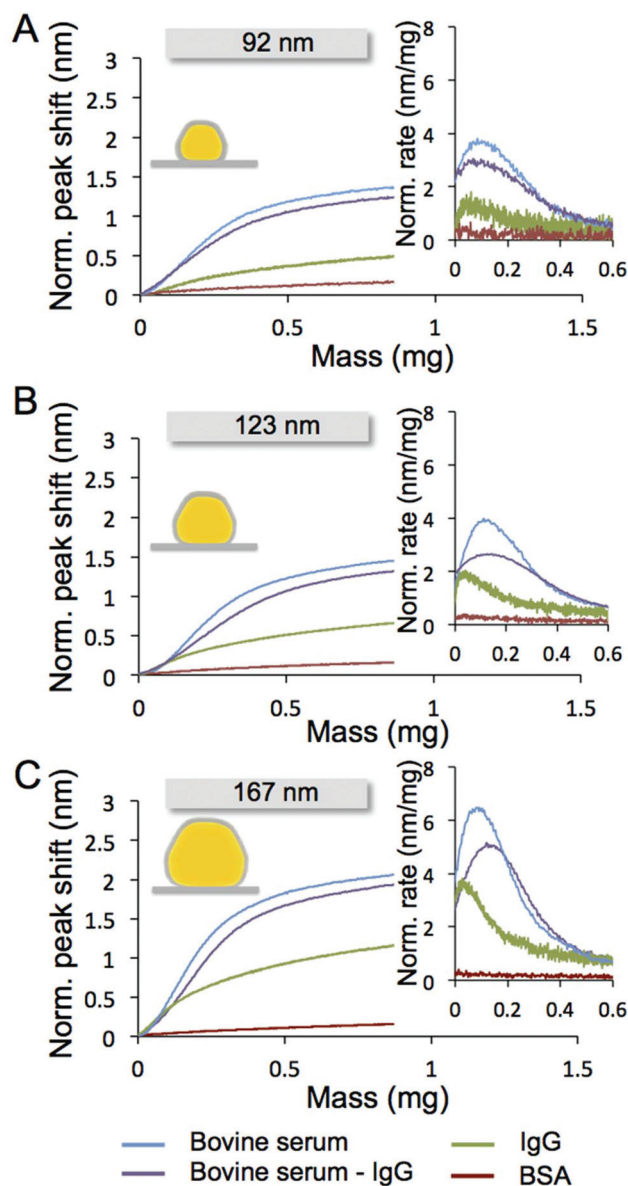 A
92 nm
Norm. peak shift (nm)
3
2.5
2
1.5
1
0.5
0
0 0.5 1 1.5
Mass (mg)
Norm. rate (nm/mg)
8
6
4
2
0
0 0.2 0.4 0.6
B
123 nm
Norm. peak shift (nm)
3
2.5
2
1.5
1
0.5
0
0 0.5 1 1.5
Mass (mg)
Norm. rate (nm/mg)
8
6
4
2
0
0 0.2 0.4 0.6
C
167 nm
Norm. peak shift (nm)
3
2.5
2
1.5
1
0.5
0
0 0.5 1 1.5
Mass (mg)
Norm. rate (nm/mg)
8
6
4
2
0
0 0.2 0.4 0.6
Bovine serum IgG
Bovine serum - IgG BSA